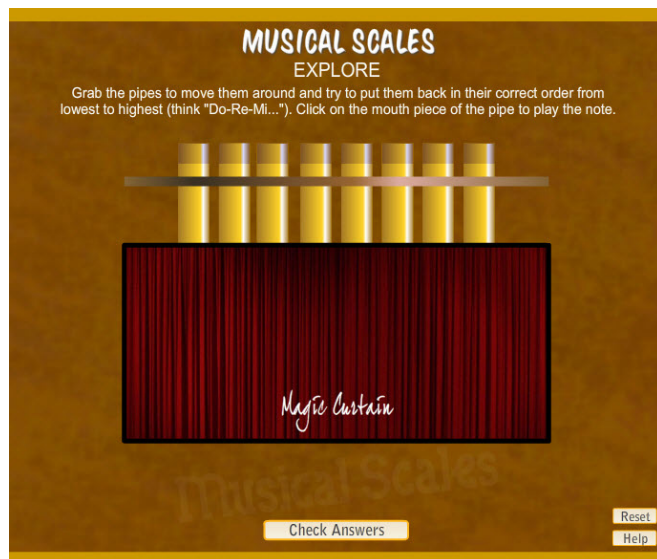 MUSICAL SCALES
EXPLORE
Grab the pipes to move them around and try to put them back in their correct order from
lowest to highest (think "Do-Re-Mi..."). Click on the mouth piece of the pipe to play the note.
Magic Curtain
Musical Scales
Check Answers
Reset
Help